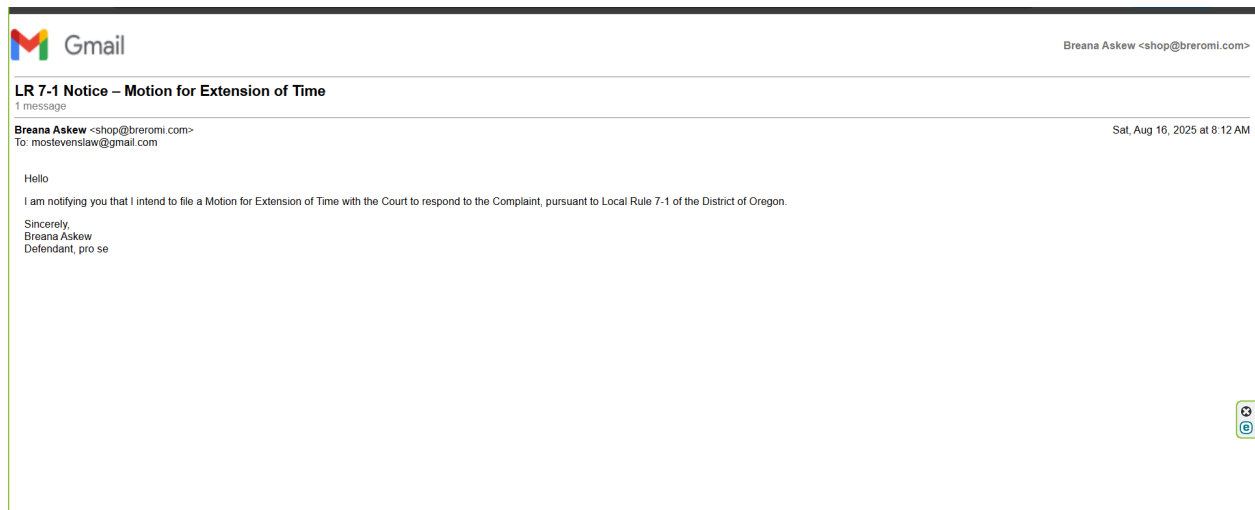 Gmail
Breana Askew <shop@breromi.com>
LR 7-1 Notice – Motion for Extension of Time
1 message
Breana Askew <shop@breromi.com>
Sat, Aug 16, 2025 at 8:12 AM
To: mostevenslaw@gmail.com
Hello
I am notifying you that I intend to file a Motion for Extension of Time with the Court to respond to the Complaint, pursuant to Local Rule 7-1 of the District of Oregon.
Sincerely,
Breana Askew
Defendant, pro se